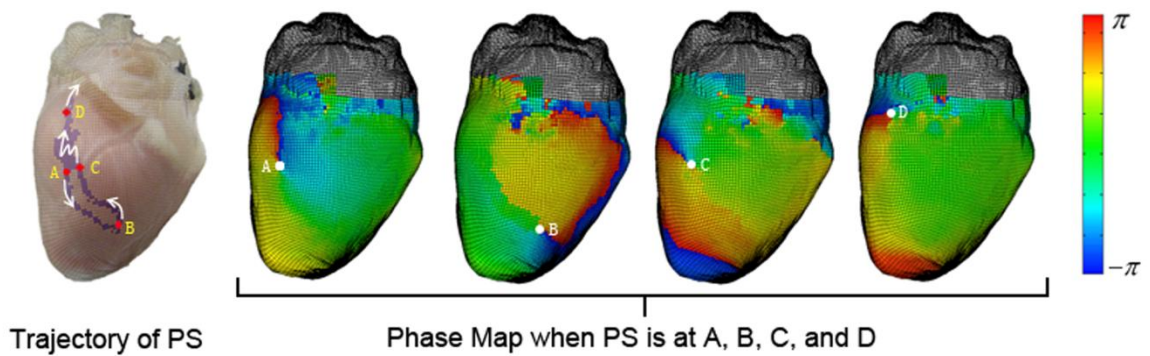 π
D
A
C
B
A
B
C
D
−π
Trajectory of PS
Phase Map when PS is at A, B, C, and D